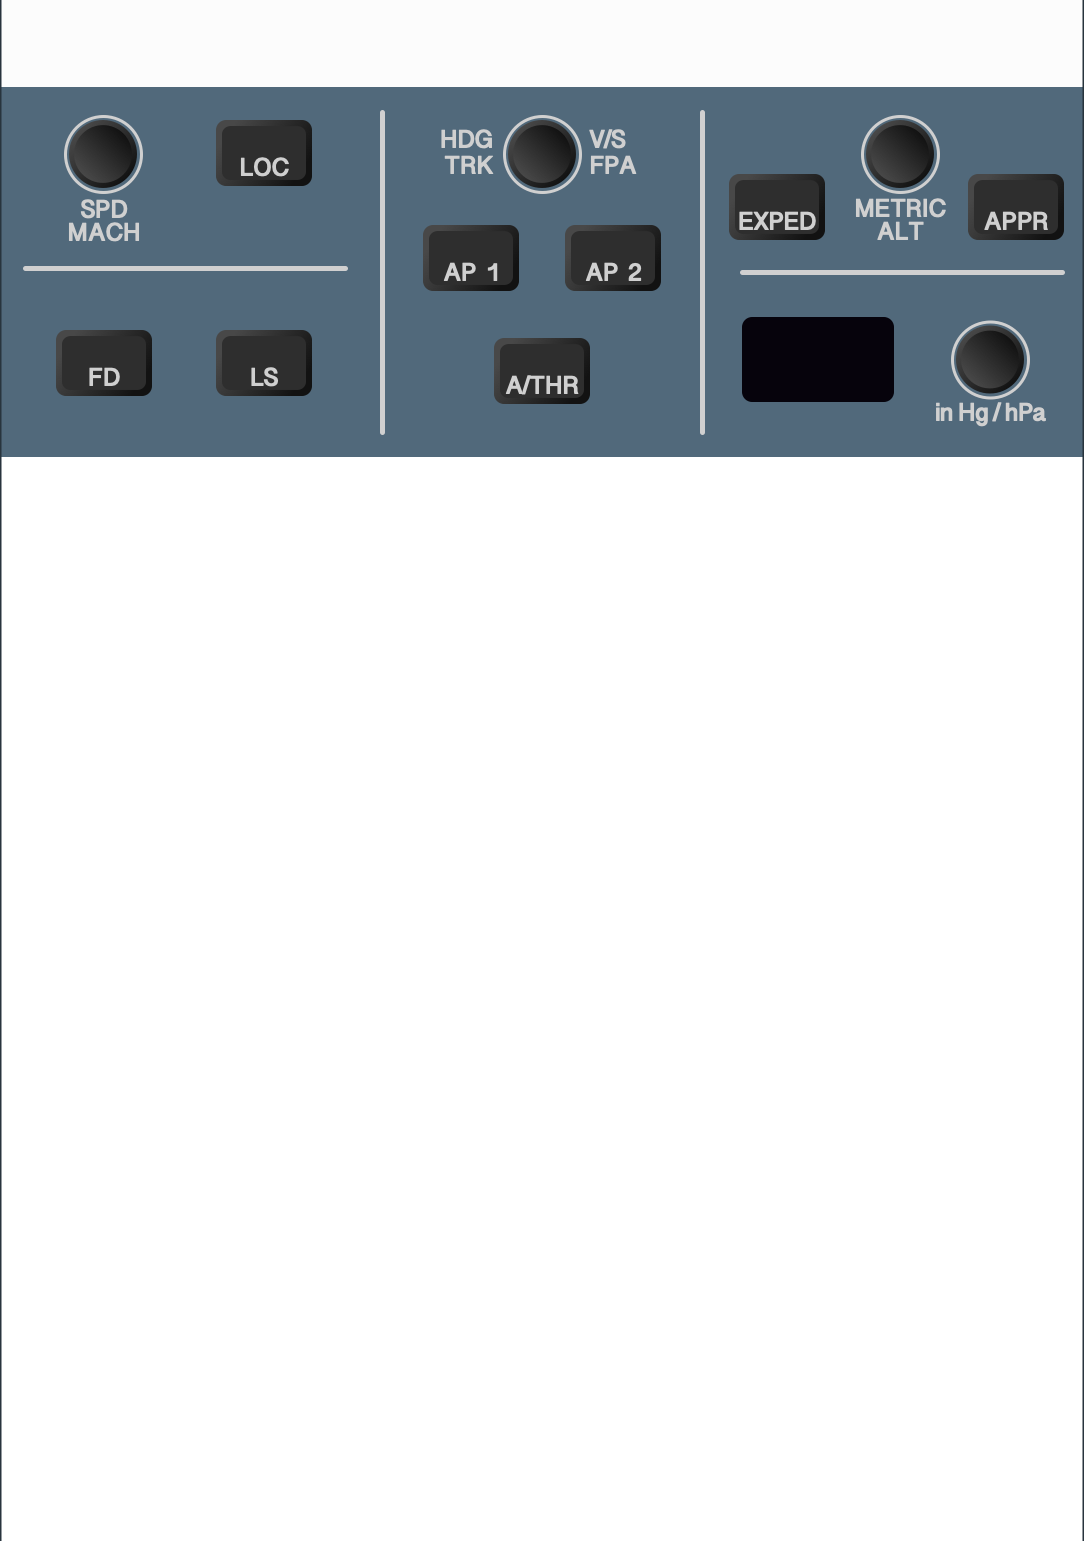 SPD
MACH
LOC
FD
LS
HDG
TRK
V/S
FPA
AP 1
AP 2
A/THR
EXPED
METRIC
ALT
APPR
in Hg / hPa